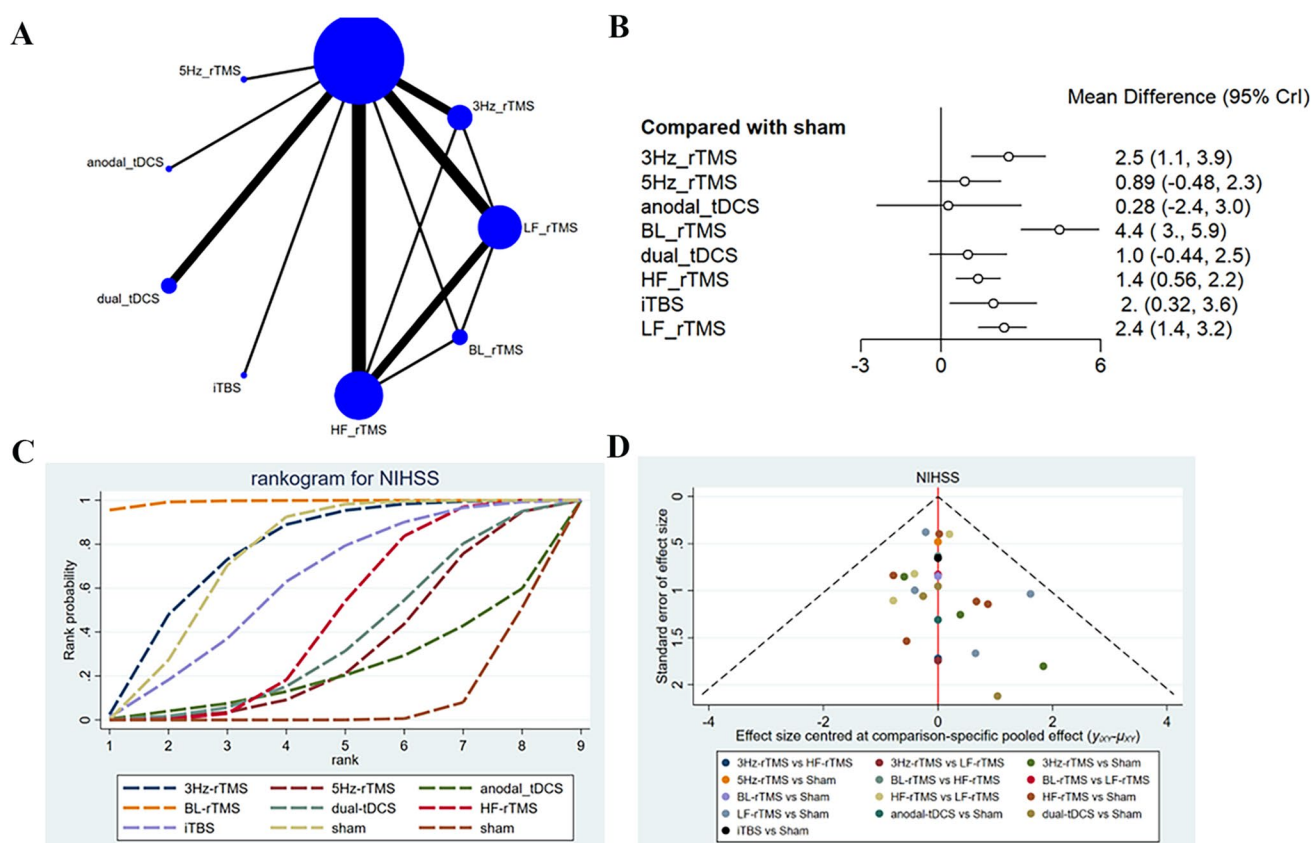 A
5Hz_rTMS
3Hz_rTMS
anodal_tDCS
LF_rTMS
dual_tDCS
BL_rTMS
iTBS
HF_rTMS
B
Mean Difference (95% CrI)
Compared with sham
3Hz_rTMS 2.5 (1.1, 3.9)
5Hz_rTMS 0.89 (-0.48, 2.3)
anodal_tDCS 0.28 (-2.4, 3.0)
BL_rTMS 4.4 ( 3., 5.9)
dual_tDCS 1.0 (-0.44, 2.5)
HF_rTMS 1.4 (0.56, 2.2)
iTBS 2. (0.32, 3.6)
LF_rTMS 2.4 (1.4, 3.2)
-3 0 6
C
rankogram for NIHSS
Rank probability
1
.8
.6
.4
.2
0
1 2 3 4 5 6 7 8 9
rank
3Hz-rTMS 5Hz-rTMS anodal_tDCS
BL-rTMS dual-tDCS HF-rTMS
iTBS sham sham
D
NIHSS
Standard error of effect size
0
.5
1
1.5
2
-4 -2 0 2 4
Effect size centred at comparison-specific pooled effect (yiXY-μXY)
3Hz-rTMS vs HF-rTMS 3Hz-rTMS vs LF-rTMS 3Hz-rTMS vs Sham
5Hz-rTMS vs Sham BL-rTMS vs HF-rTMS BL-rTMS vs LF-rTMS
BL-rTMS vs Sham HF-rTMS vs LF-rTMS HF-rTMS vs Sham
LF-rTMS vs Sham anodal-tDCS vs Sham dual-tDCS vs Sham
iTBS vs Sham